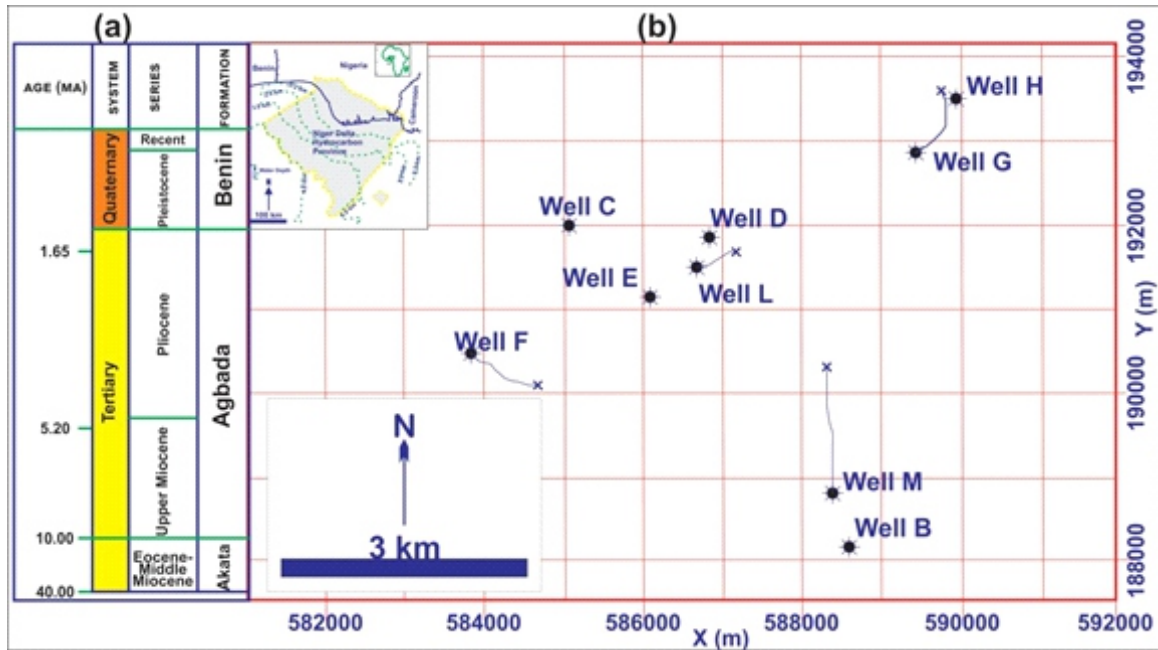 (a)
(b)
AGE (MA)
SYSTEM
SERIES
FORMATION
Benin
Nigeria
Cameroon
Niger Delta
Hydrocarbon
Province
100 km
Quaternary
Recent
Pleistocene
Benin
1.65
Tertiary
Pliocene
Agbada
5.20
Upper Miocene
10.00
Eocene-
Middle
Miocene
Akata
40.00
Well H
Well G
Well C
Well D
Well E
Well L
Well F
Well M
Well B
N
3 km
194000
192000
190000
188000
Y (m)
582000
584000
586000
588000
590000
592000
X (m)